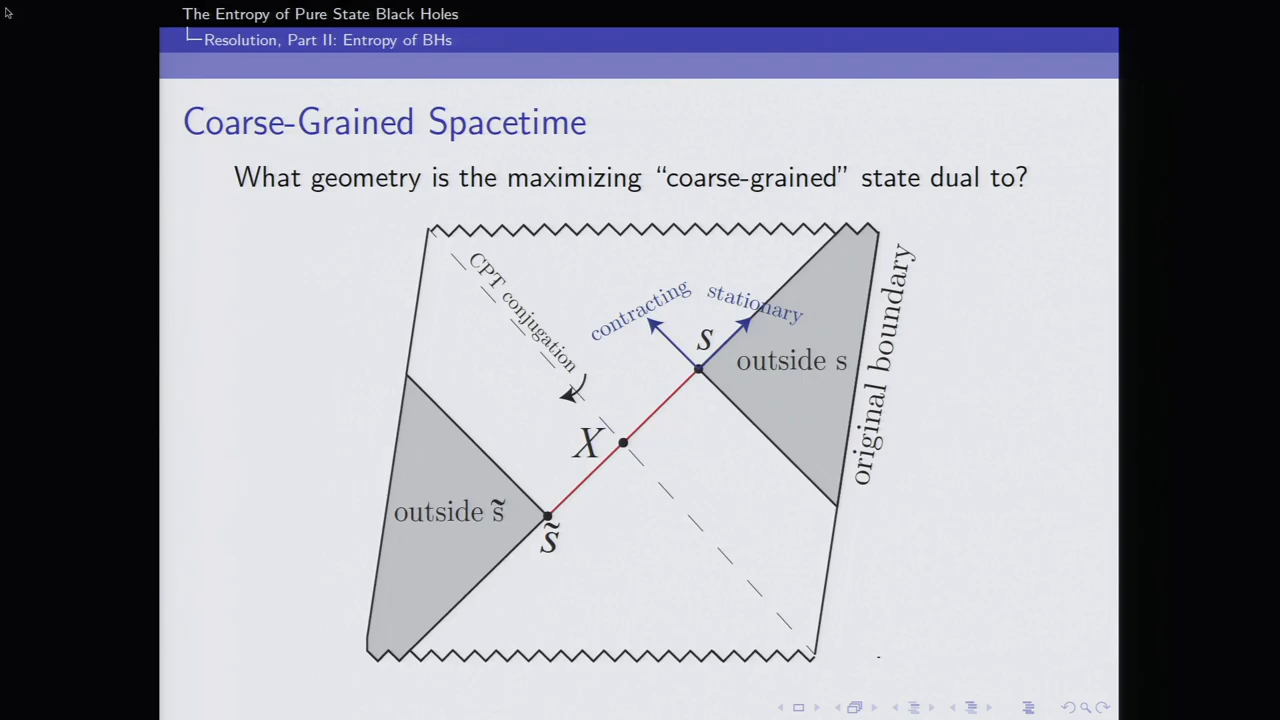 The Entropy of Pure State Black Holes
Resolution, Part II: Entropy of BHs
Coarse-Grained Spacetime
What geometry is the maximizing “coarse-grained” state dual to?
CPT conjugation
contracting
stationary
s
outside s
original boundary
X
outside s̃
s̃